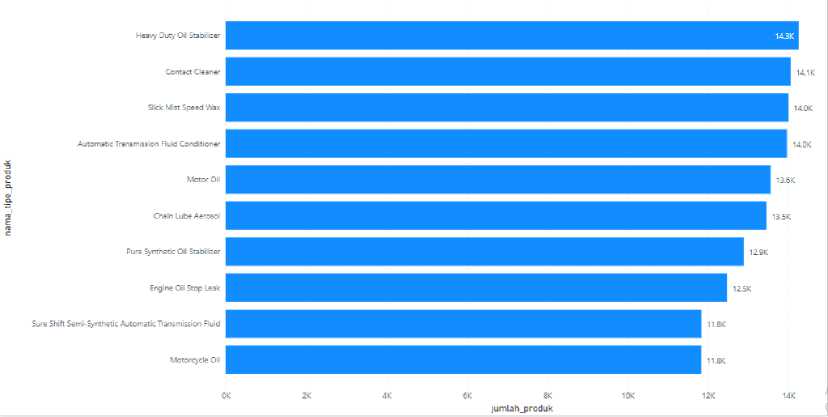 Heavy Duty Oil Stabilizer
14.3K
Contact Cleaner
14.1K
Slick Mist Speed Wax
14.0K
Automatic Transmission Fluid Conditioner
14.0K
Motor Oil
13.6K
Chain Lube Aerosol
13.5K
Pure Synthetic Oil Stabilizer
12.9K
Engine Oil Stop Leak
12.5K
Sure Shift Semi-Synthetic Automatic Transmission Fluid
11.8K
Motorcycle Oil
11.8K
nama_tipe_produk
0K 2K 4K 6K 8K 10K 12K 14K
jumlah_produk